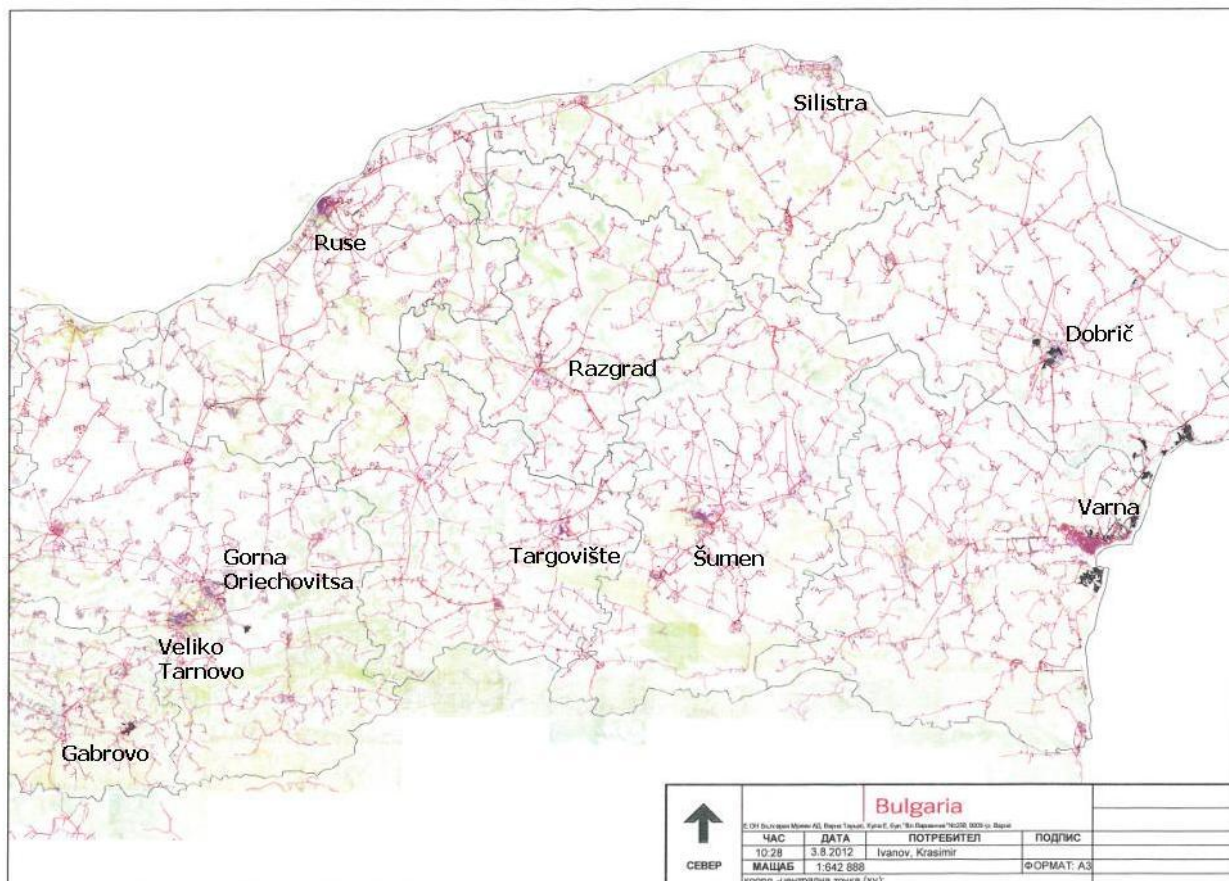 Silistra
Ruse
Dobrič
Razgrad
Varna
Gorna
Oriechovitsa
Targovište
Šumen
Veliko
Tarnovo
Gabrovo
Bulgaria
ЧАС ДАТА ПОТРЕБИТЕЛ ПОДПИС
10:28 3.8.2012 Ivanov, Krasimir
СЕВЕР МАЩАБ 1:642 888 ФОРМАТ: A3